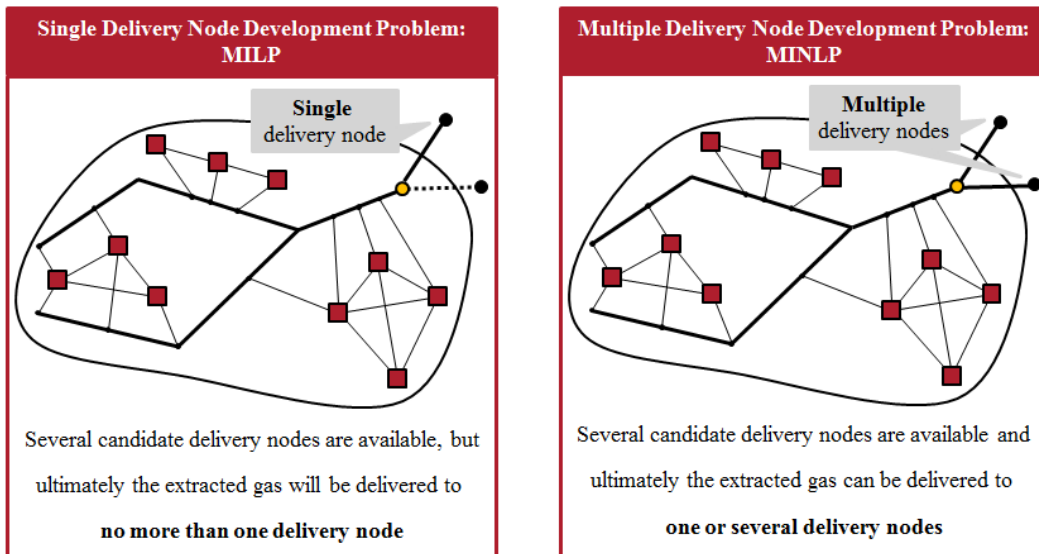 Single Delivery Node Development Problem:
MILP
Single
delivery node
Several candidate delivery nodes are available, but
ultimately the extracted gas will be delivered to
no more than one delivery node
Multiple Delivery Node Development Problem:
MINLP
Multiple
delivery nodes
Several candidate delivery nodes are available and
ultimately the extracted gas can be delivered to
one or several delivery nodes